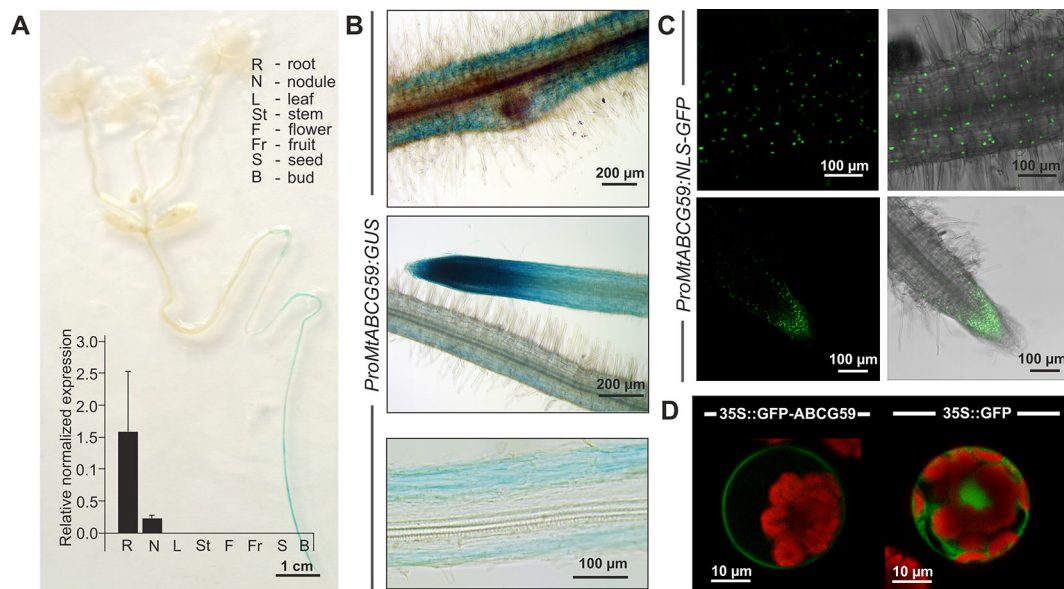 A
R - root
N - nodule
L - leaf
St - stem
F - flower
Fr - fruit
S - seed
B - bud
Relative normalized expression
3.0
2.5
2.0
1.5
0.1
0.5
0.0
R N L St F Fr S B
1 cm
B
ProMtABCG59:GUS
200 µm
200 µm
100 µm
C
ProMtABCG59:NLS-GFP
100 µm
100 µm
100 µm
100 µm
D
35S::GFP-ABCG59
35S::GFP
10 µm
10 µm